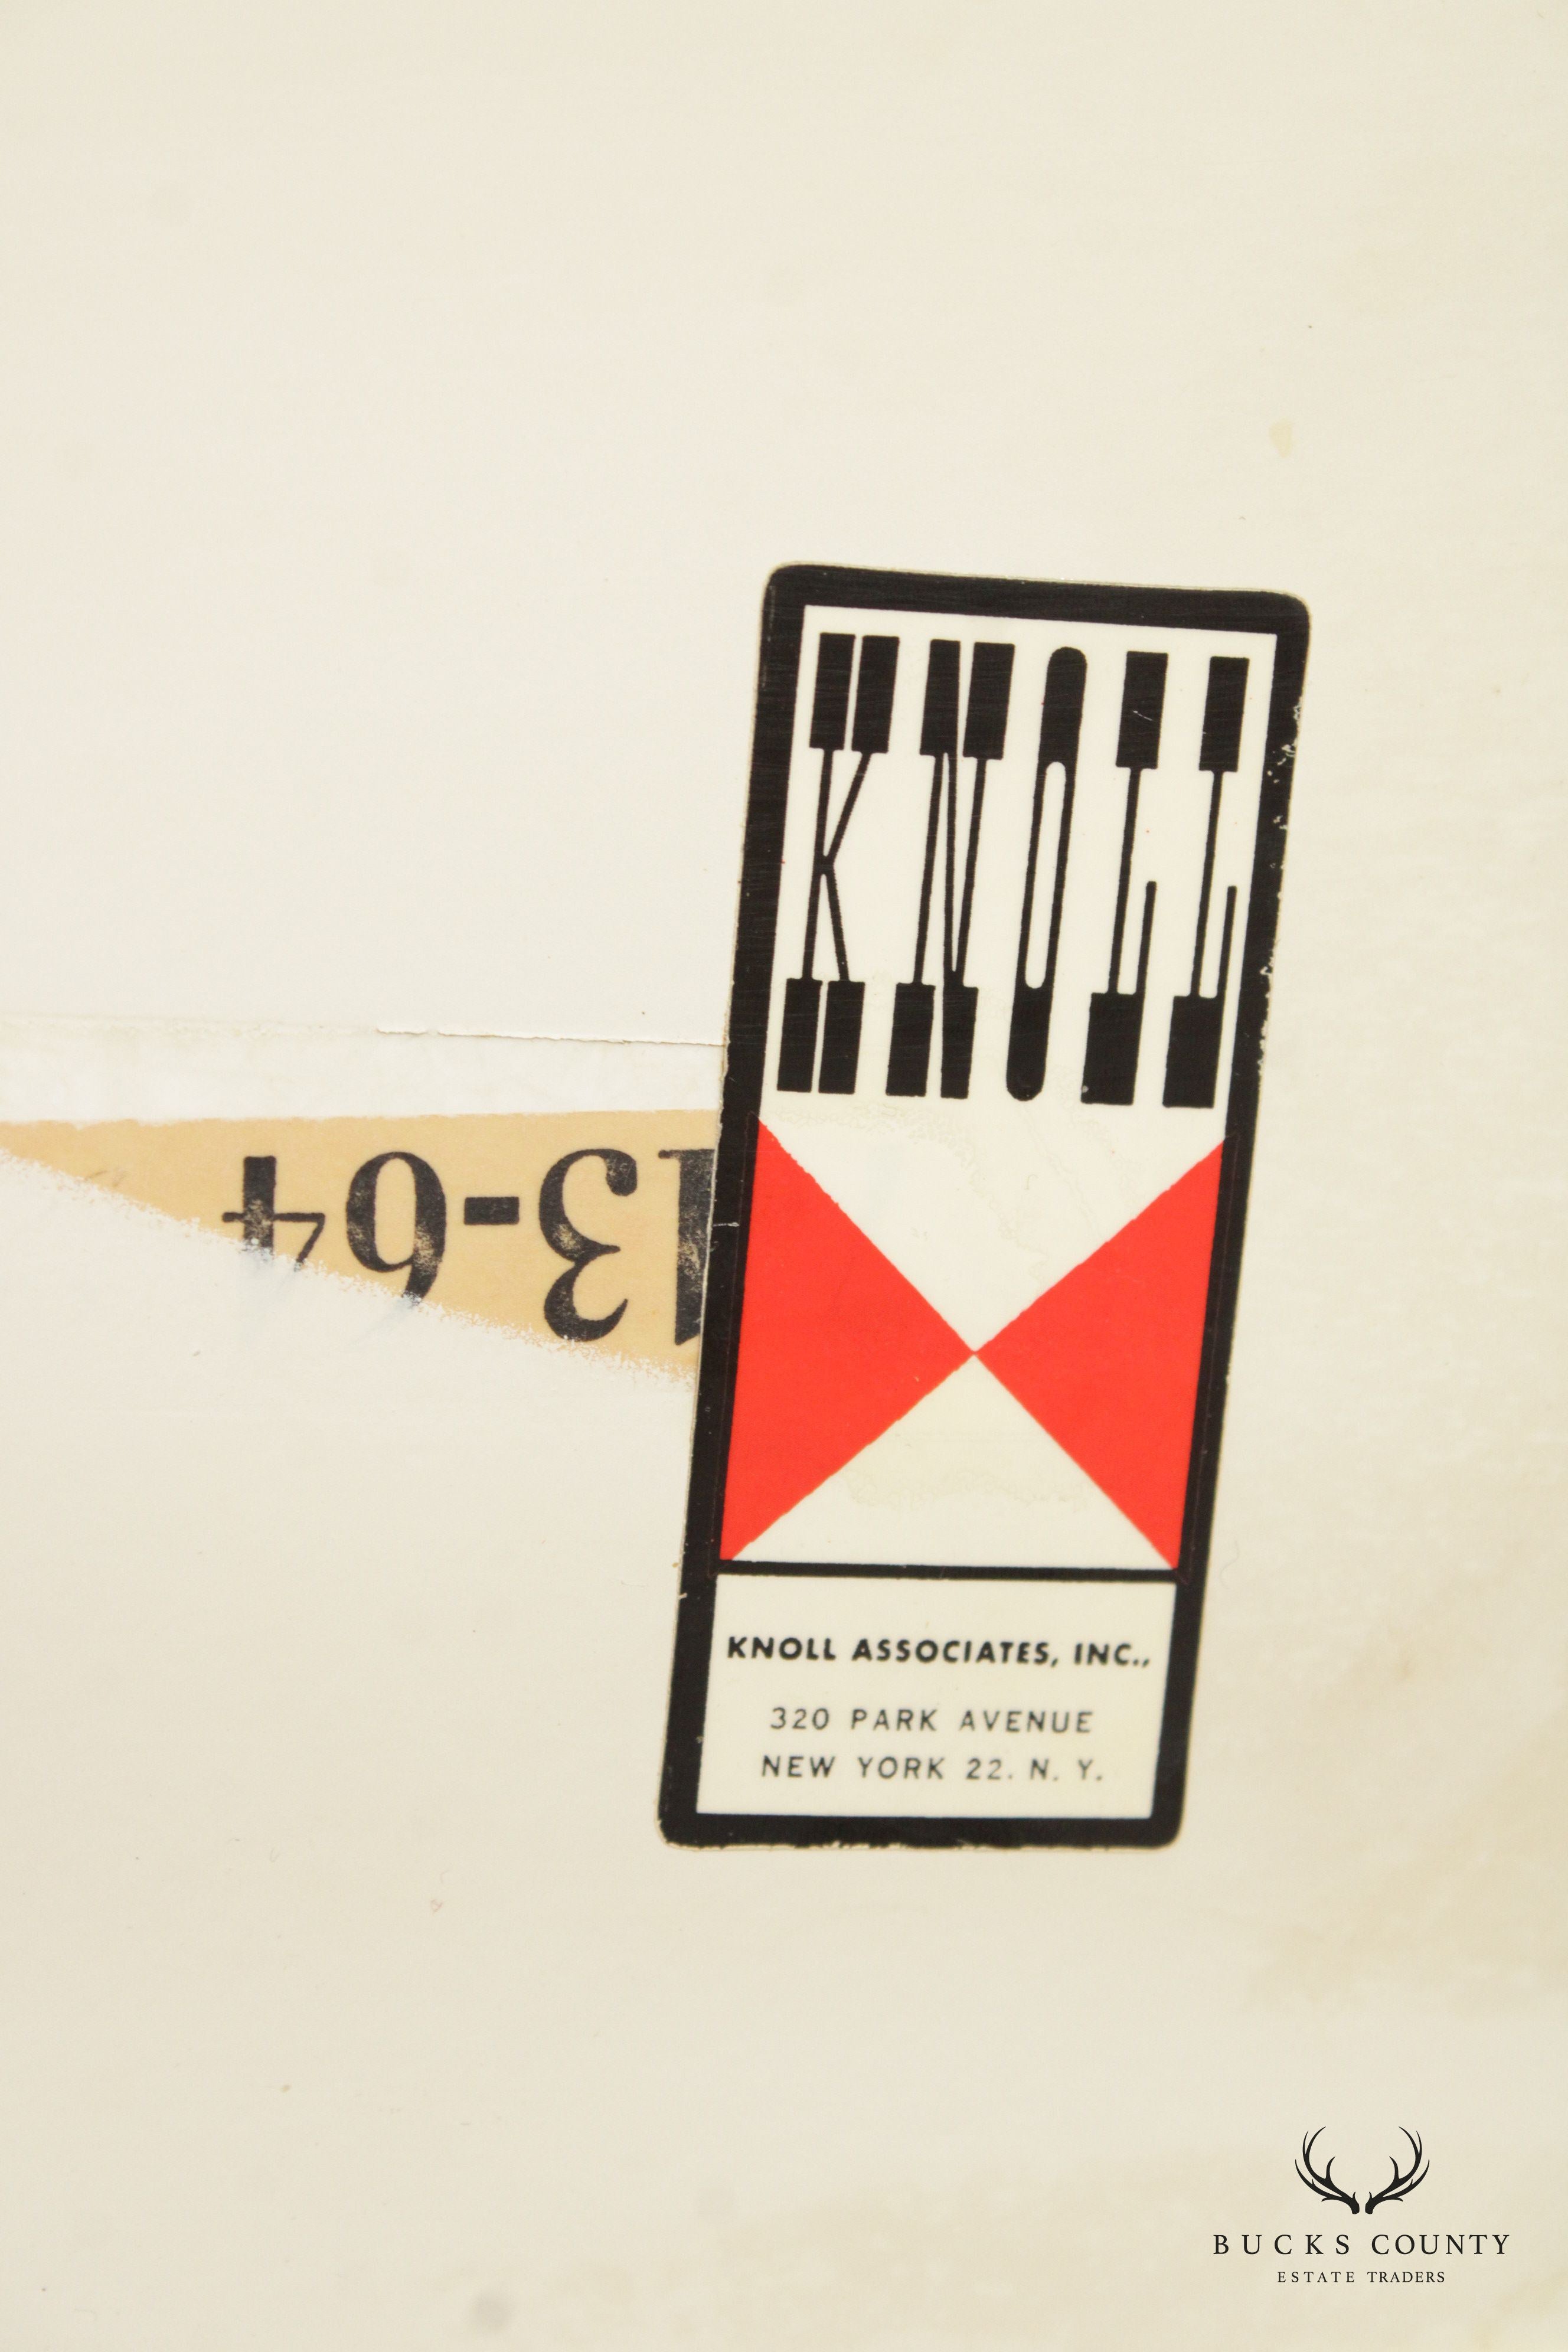 KNOLL
13-64
KNOLL ASSOCIATES, INC.,
320 PARK AVENUE
NEW YORK 22. N. Y.
BUCKS COUNTY
ESTATE TRADERS